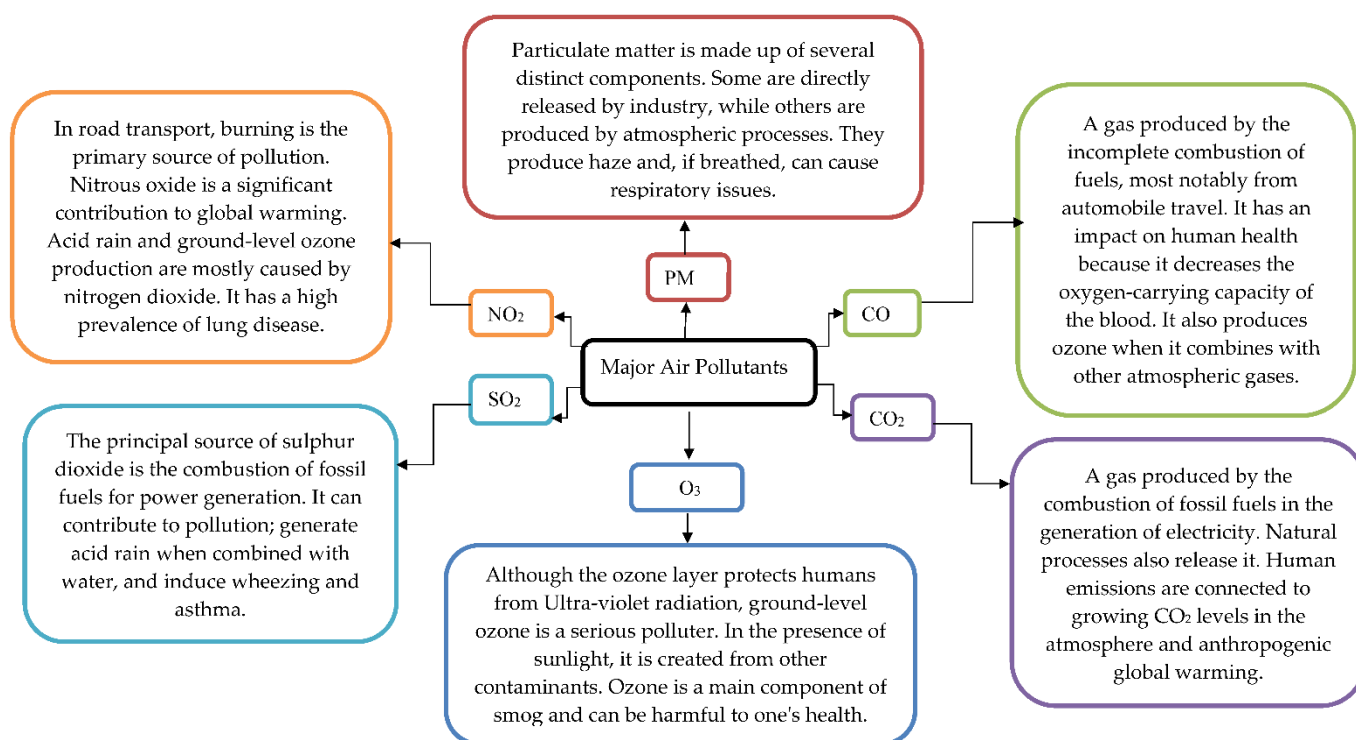 Particulate matter is made up of several
distinct components. Some are directly
released by industry, while others are
produced by atmospheric processes. They
produce haze and, if breathed, can cause
respiratory issues.
In road transport, burning is the
primary source of pollution.
Nitrous oxide is a significant
contribution to global warming.
Acid rain and ground-level ozone
production are mostly caused by
nitrogen dioxide. It has a high
prevalence of lung disease.
A gas produced by the
incomplete combustion of
fuels, most notably from
automobile travel. It has an
impact on human health
because it decreases the
oxygen-carrying capacity of
the blood. It also produces
ozone when it combines with
other atmospheric gases.
PM
NO₂
CO
Major Air Pollutants
SO₂
CO₂
O₃
The principal source of sulphur
dioxide is the combustion of fossil
fuels for power generation. It can
contribute to pollution; generate
acid rain when combined with
water, and induce wheezing and
asthma.
Although the ozone layer protects humans
from Ultra-violet radiation, ground-level
ozone is a serious polluter. In the presence of
sunlight, it is created from other
contaminants. Ozone is a main component of
smog and can be harmful to one's health.
A gas produced by the
combustion of fossil fuels in the
generation of electricity. Natural
processes also release it. Human
emissions are connected to
growing CO₂ levels in the
atmosphere and anthropogenic
global warming.